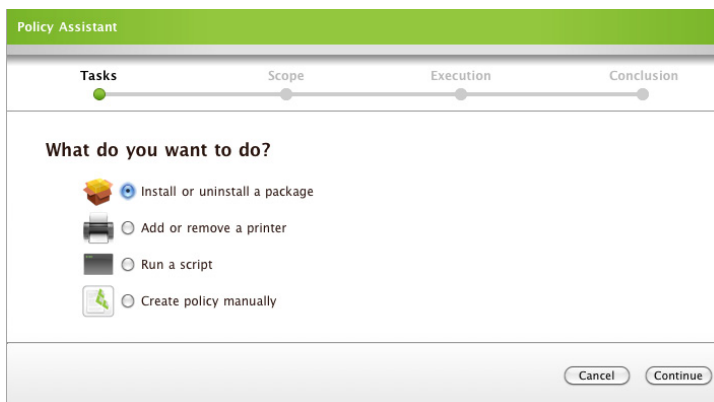 Policy Assistant
Tasks Scope Execution Conclusion
What do you want to do?
Install or uninstall a package
Add or remove a printer
Run a script
Create policy manually
Cancel Continue